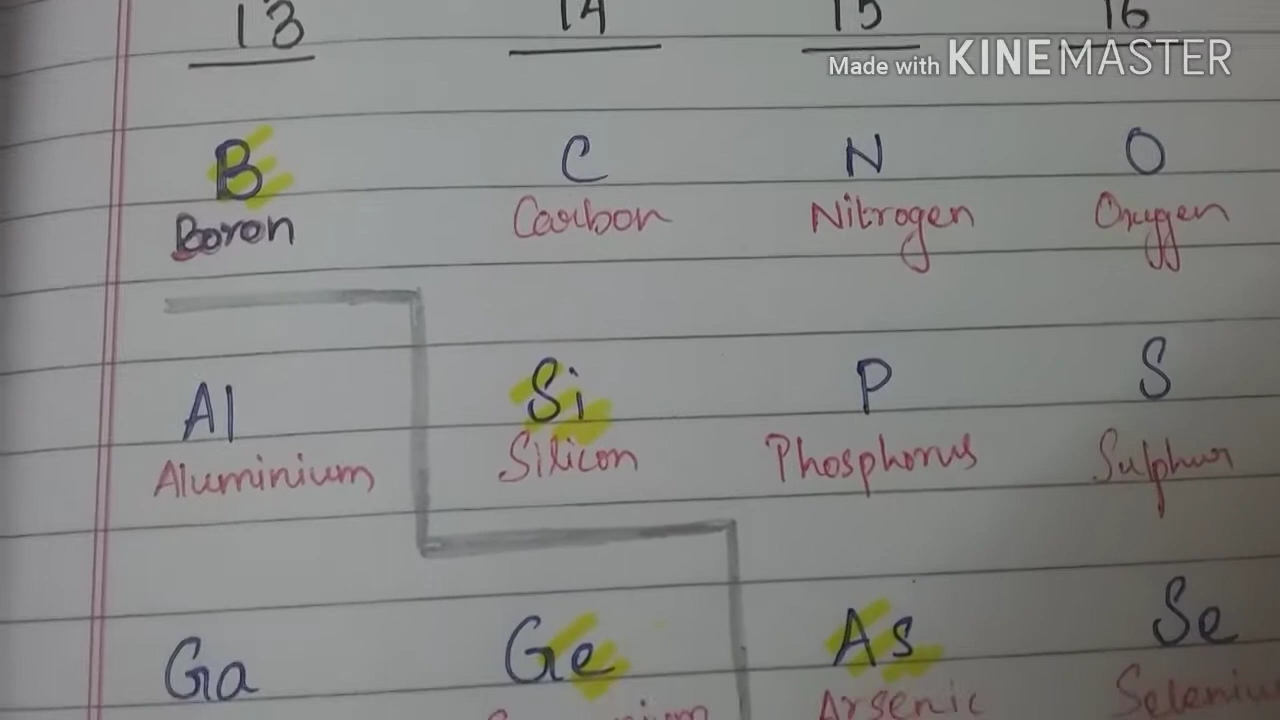 13 14 15 16
Made with KINEMASTER
B C N O
Boron Carbon Nitrogen Oxygen
Al Si P S
Aluminium Silicon Phosphorus Sulphur
Ga Ge As Se
Arsenic